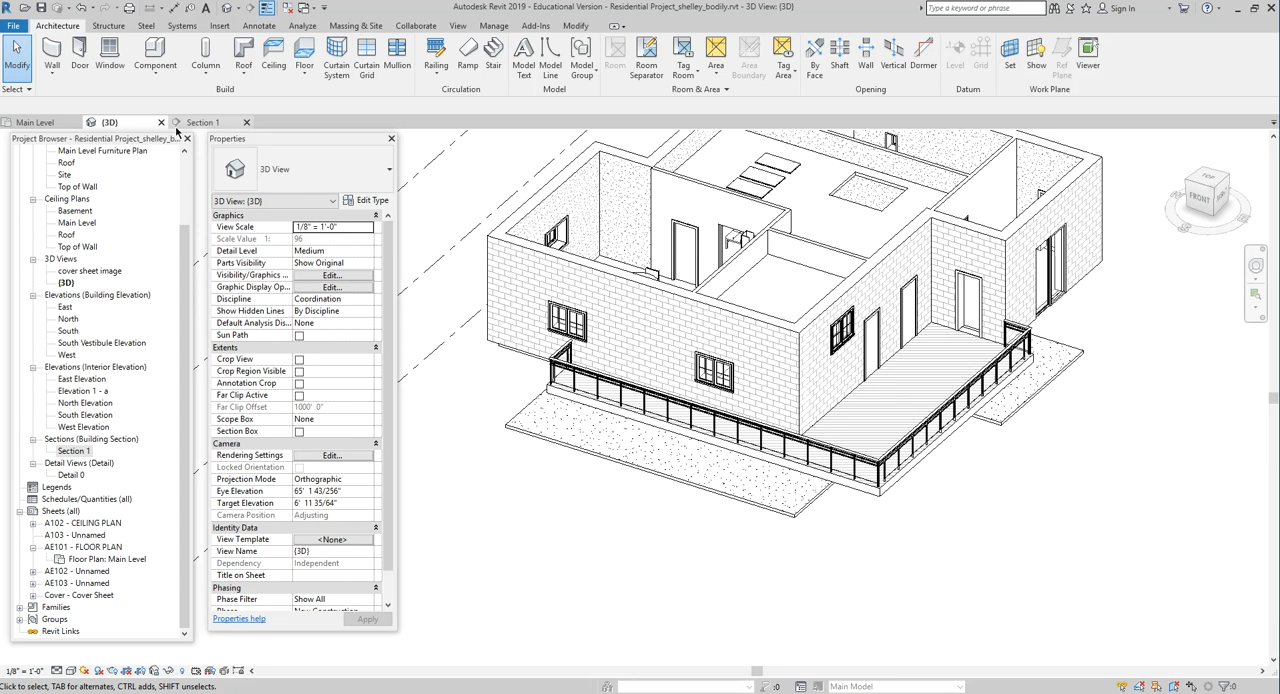 Autodesk Revit 2019 - Educational Version - Residential Project_shelley_bodily.rvt - 3D View: {3D}
Type a keyword or phrase
Sign In
File Architecture Structure Steel Systems Insert Annotate Analyze Massing & Site Collaborate View Manage Add-Ins Modify
Modify Wall Door Window Component Column Roof Ceiling Floor Curtain System Curtain Grid Mullion Railing Ramp Stair Model Text Model Line Model Group Room Room Separator Tag Room Area Area Boundary Tag Area By Face Shaft Wall Vertical Dormer Level Grid Set Show Ref Plane Viewer
Select Build Circulation Model Room & Area Opening Datum Work Plane
Main Level {3D} Section 1
Project Browser - Residential Project_shelley_b...
Main Level Furniture Plan
Roof
Site
Top of Wall
Ceiling Plans
Basement
Main Level
Roof
Top of Wall
3D Views
cover sheet image
{3D}
Elevations (Building Elevation)
East
North
South
South Vestibule Elevation
West
Elevations (Interior Elevation)
East Elevation
Elevation 1 - a
North Elevation
South Elevation
West Elevation
Sections (Building Section)
Section 1
Detail Views (Detail)
Detail 0
Legends
Schedules/Quantities (all)
Sheets (all)
A102 - CEILING PLAN
A103 - Unnamed
AE101 - FLOOR PLAN
Floor Plan: Main Level
AE102 - Unnamed
AE103 - Unnamed
Cover - Cover Sheet
Families
Groups
Revit Links
Properties
3D View
3D View: {3D} Edit Type
Graphics
View Scale 1/8" = 1'-0"
Scale Value 1: 96
Detail Level Medium
Parts Visibility Show Original
Visibility/Graphics ... Edit...
Graphic Display Op... Edit...
Discipline Coordination
Show Hidden Lines By Discipline
Default Analysis Dis... None
Sun Path
Extents
Crop View
Crop Region Visible
Annotation Crop
Far Clip Active
Far Clip Offset 1000' 0"
Scope Box None
Section Box
Camera
Rendering Settings Edit...
Locked Orientation
Projection Mode Orthographic
Eye Elevation 65' 1 43/256"
Target Elevation 6' 11 35/64"
Camera Position Adjusting
Identity Data
View Template <None>
View Name {3D}
Dependency Independent
Title on Sheet
Phasing
Phase Filter Show All
Properties help Apply
TOP
FRONT
1/8" = 1'-0"
Click to select, TAB for alternates, CTRL adds, SHIFT unselects.
:0
Main Model
:0